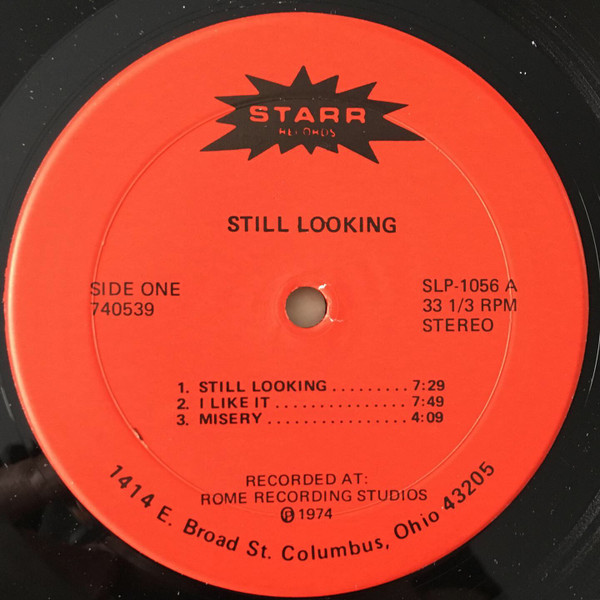 STARR
RECORDS
STILL LOOKING
SIDE ONE
740539
SLP-1056 A
33 1/3 RPM
STEREO
1. STILL LOOKING ......... 7:29
2. I LIKE IT ................ 7:49
3. MISERY ................. 4:09
RECORDED AT:
ROME RECORDING STUDIOS
℗ 1974
1414 E. Broad St. Columbus, Ohio 43205